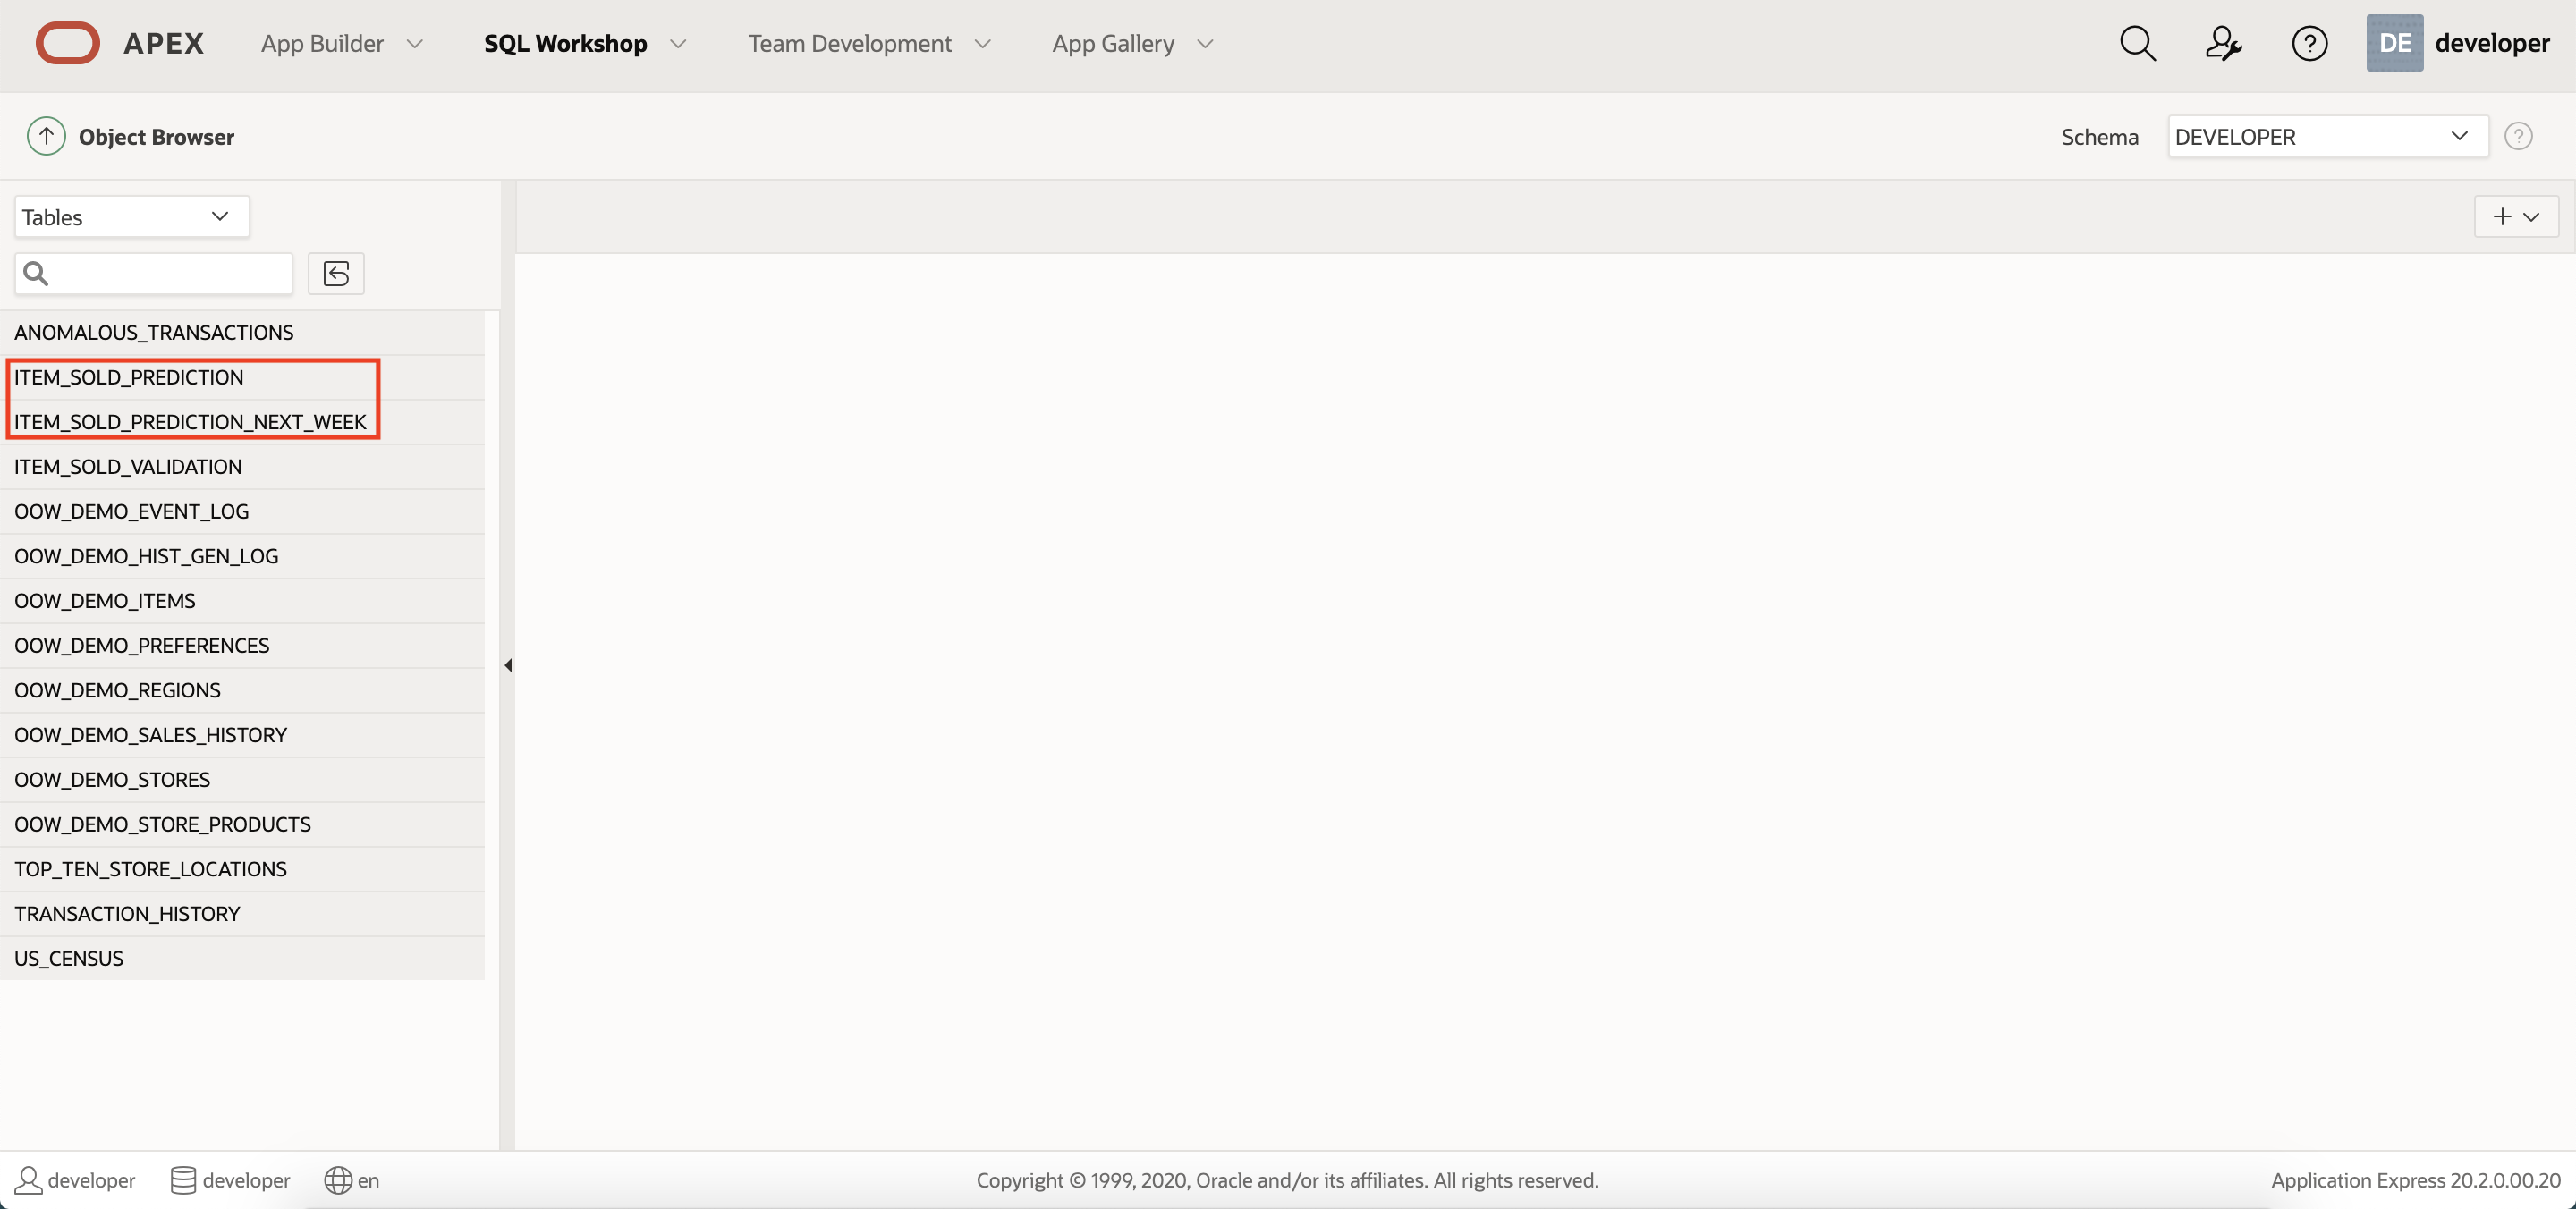 APEX App Builder SQL Workshop Team Development App Gallery ? DE developer
Object Browser Schema DEVELOPER ?
Tables
ANOMALOUS_TRANSACTIONS
ITEM_SOLD_PREDICTION
ITEM_SOLD_PREDICTION_NEXT_WEEK
ITEM_SOLD_VALIDATION
OOW_DEMO_EVENT_LOG
OOW_DEMO_HIST_GEN_LOG
OOW_DEMO_ITEMS
OOW_DEMO_PREFERENCES
OOW_DEMO_REGIONS
OOW_DEMO_SALES_HISTORY
OOW_DEMO_STORES
OOW_DEMO_STORE_PRODUCTS
TOP_TEN_STORE_LOCATIONS
TRANSACTION_HISTORY
US_CENSUS
developer developer en Copyright © 1999, 2020, Oracle and/or its affiliates. All rights reserved. Application Express 20.2.0.00.20